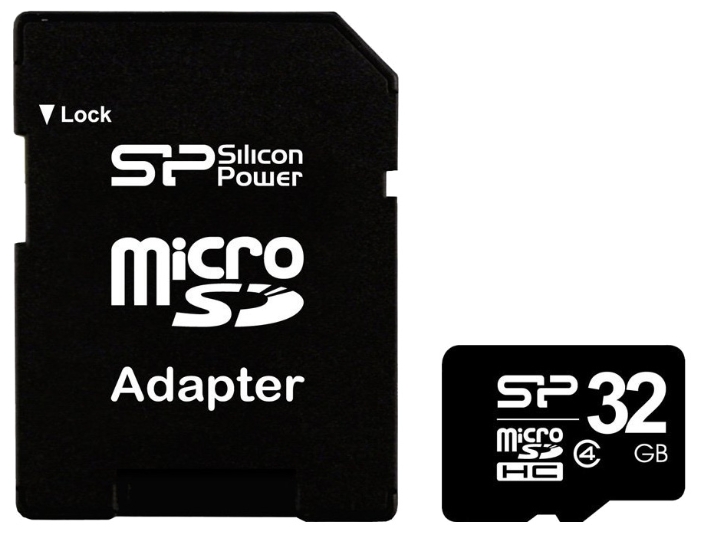 Lock
SP Silicon
Power
micro
SD
Adapter
SP 32
micro
SD
HC 4 GB